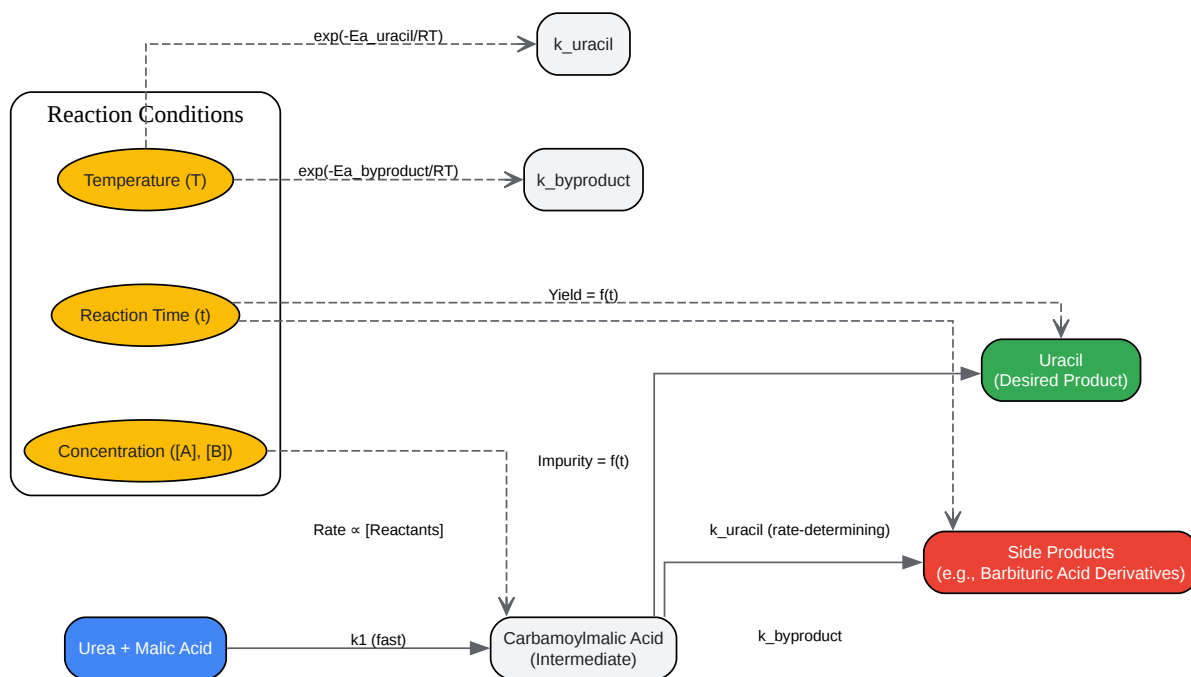 exp(-Ea_uracil/RT)
k_uracil
Reaction Conditions
Temperature (T)
exp(-Ea_byproduct/RT)
k_byproduct
Reaction Time (t)
Yield = f(t)
Uracil
(Desired Product)
Concentration ([A], [B])
Impurity = f(t)
Rate ∝ [Reactants]
k_uracil (rate-determining)
Side Products
(e.g., Barbituric Acid Derivatives)
Urea + Malic Acid
k1 (fast)
Carbamoylmalic Acid
(Intermediate)
k_byproduct